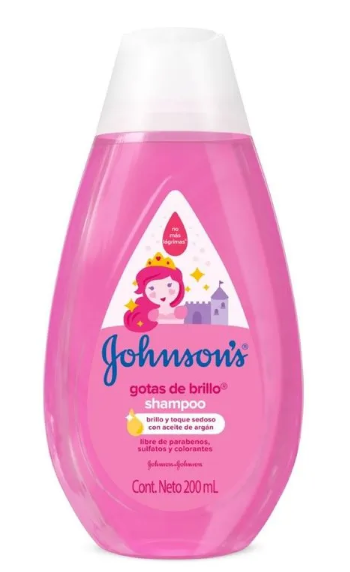 no
más
lágrimas®
Johnson's®
gotas de brillo®
shampoo
brillo y toque sedoso
con aceite de argán
libre de parabenos,
sulfatos y colorantes
Johnson & Johnson
Cont. Neto 200 mL